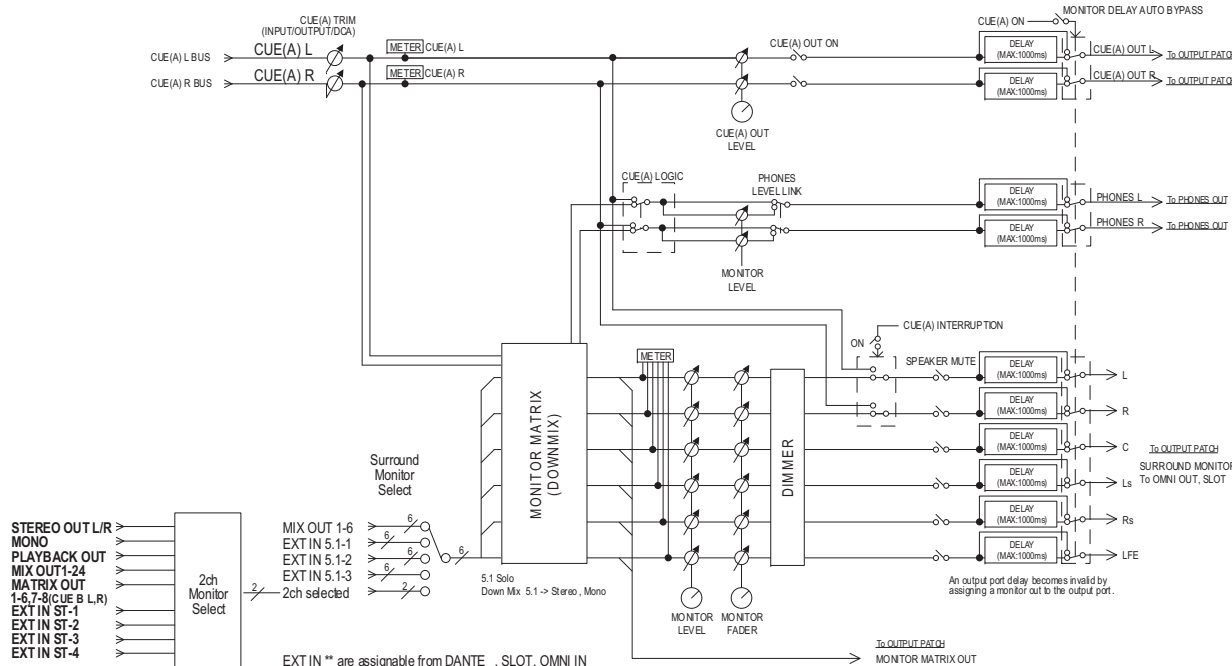 CUE(A) TRIM
(INPUT/OUTPUT/DCA)
CUE(A) L BUS
CUE(A) L
METER CUE(A) L
CUE(A) R BUS
CUE(A) R
METER CUE(A) R
CUE(A) OUT ON
CUE(A) OUT
LEVEL
CUE(A) ON
MONITOR DELAY AUTO BYPASS
DELAY
(MAX:1000ms)
CUE(A) OUT L
To OUTPUT PATC
DELAY
(MAX:1000ms)
CUE(A) OUT R
To OUTPUT PATC
CUE(A) LOGIC
PHONES
LEVEL LINK
MONITOR
LEVEL
DELAY
(MAX:1000ms)
PHONES L
To PHONES OUT
DELAY
(MAX:1000ms)
PHONES R
To PHONES OUT
CUE(A) INTERRUPTION
ON
SPEAKER MUTE
METER
MONITOR MATRIX
(DOWNMIX)
DIMMER
DELAY
(MAX:1000ms)
L
DELAY
(MAX:1000ms)
R
DELAY
(MAX:1000ms)
C
To OUTPUT PATCH
SURROUND MONITOR
To OMNI OUT, SLOT
DELAY
(MAX:1000ms)
Ls
DELAY
(MAX:1000ms)
Rs
DELAY
(MAX:1000ms)
LFE
An output port delay becomes invalid by
assigning a monitor out to the output port.
Surround
Monitor
Select
MIX OUT 1-6
6
EXT IN 5.1-1
6
EXT IN 5.1-2
6
EXT IN 5.1-3
6
2ch selected
2
6
5.1 Solo
Down Mix 5.1 -> Stereo, Mono
MONITOR
LEVEL
MONITOR
FADER
STEREO OUT L/R
MONO
PLAYBACK OUT
MIX OUT1-24
MATRIX OUT
1-6,7-8(CUE B L,R)
EXT IN ST-1
EXT IN ST-2
EXT IN ST-3
EXT IN ST-4
2ch
Monitor
Select
2
EXT IN ** are assignable from DANTE , SLOT, OMNI IN
To OUTPUT PATCH
MONITOR MATRIX OUT